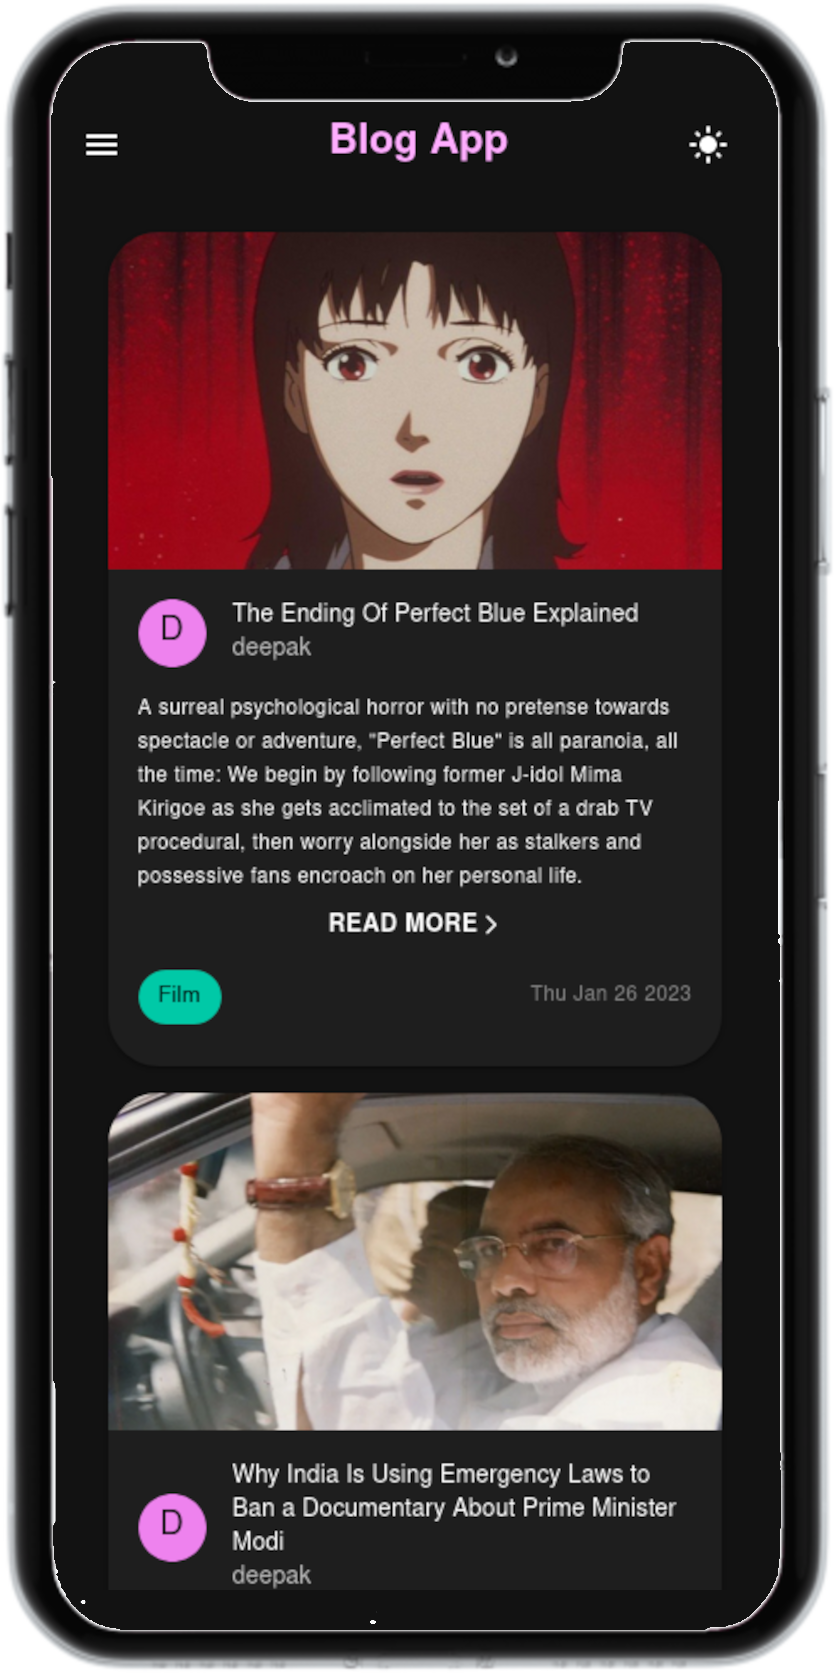 Blog App
D
The Ending Of Perfect Blue Explained
deepak
A surreal psychological horror with no pretense towards
spectacle or adventure, "Perfect Blue" is all paranoia, all
the time: We begin by following former J-idol Mima
Kirigoe as she gets acclimated to the set of a drab TV
procedural, then worry alongside her as stalkers and
possessive fans encroach on her personal life.
READ MORE >
Film
Thu Jan 26 2023
D
Why India Is Using Emergency Laws to
Ban a Documentary About Prime Minister
Modi
deepak